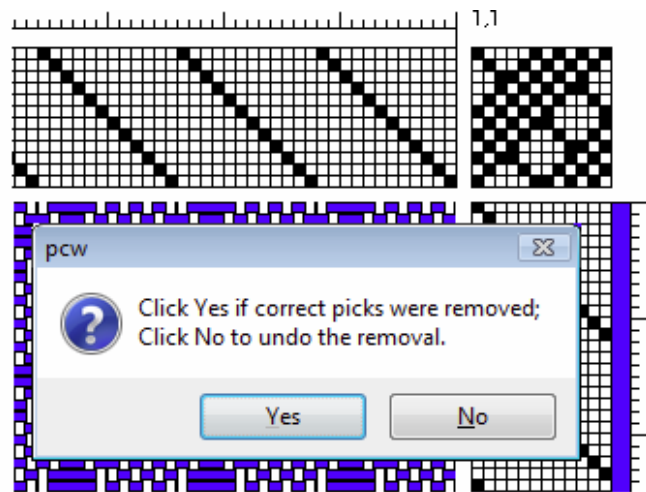 1,1
pcw
Click Yes if correct picks were removed;
Click No to undo the removal.
Yes
No